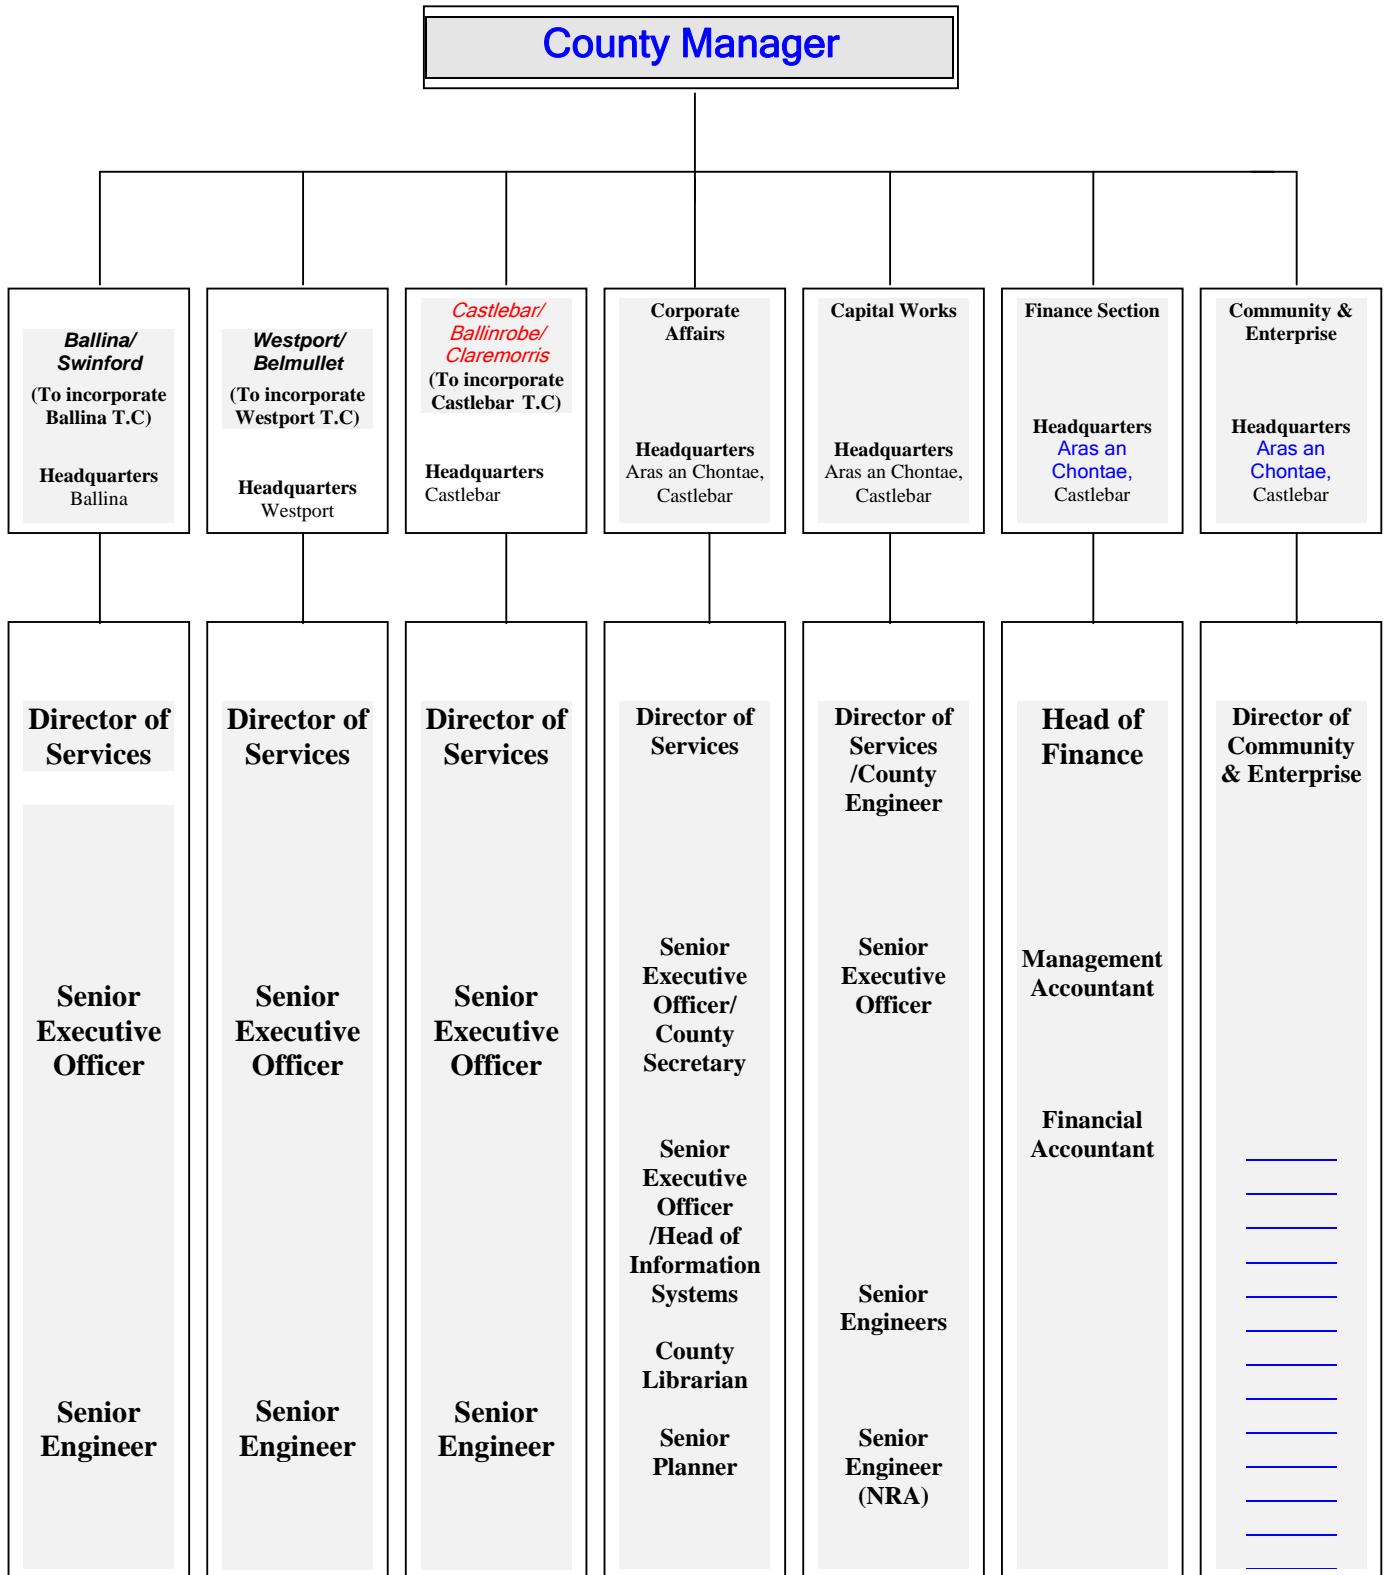 County Manager
Ballina/
Swinford
(To incorporate
Ballina T.C)
Headquarters
Ballina
Westport/
Belmullet
(To incorporate
Westport T.C)
Headquarters
Westport
Castlebar/
Ballinrobe/
Claremorris
(To incorporate
Castlebar T.C)
Headquarters
Castlebar
Corporate
Affairs
Headquarters
Aras an Chontae,
Castlebar
Capital Works
Headquarters
Aras an Chontae,
Castlebar
Finance Section
Headquarters
Aras an
Chontae,
Castlebar
Community &
Enterprise
Headquarters
Aras an
Chontae,
Castlebar
Director of
Services
Senior
Executive
Officer
Senior
Engineer
Director of
Services
Senior
Executive
Officer
Senior
Engineer
Director of
Services
Senior
Executive
Officer
Senior
Engineer
Director of
Services
Senior
Executive
Officer/
County
Secretary
Senior
Executive
Officer
/Head of
Information
Systems
County
Librarian
Senior
Planner
Director of
Services
/County
Engineer
Senior
Executive
Officer
Senior
Engineers
Senior
Engineer
(NRA)
Head of
Finance
Management
Accountant
Financial
Accountant
Director of
Community
& Enterprise